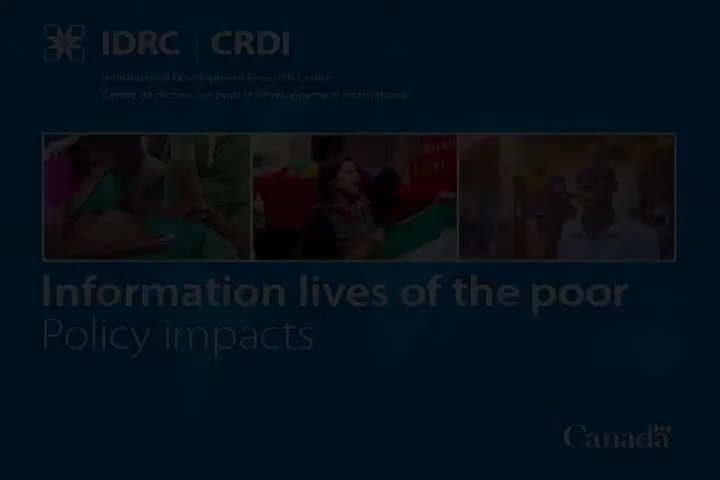 IDRC | CRDI
International Development Research Centre
Centre de recherches pour le développement international
Information lives of the poor
Policy impacts
Canada